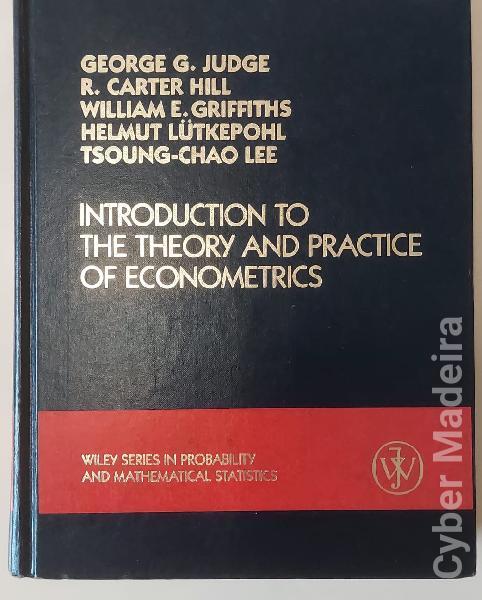 GEORGE G. JUDGE
R. CARTER HILL
WILLIAM E. GRIFFITHS
HELMUT LÜTKEPOHL
TSOUNG-CHAO LEE
INTRODUCTION TO
THE THEORY AND PRACTICE
OF ECONOMETRICS
WILEY SERIES IN PROBABILITY
AND MATHEMATICAL STATISTICS
JW
Cyber Madeira